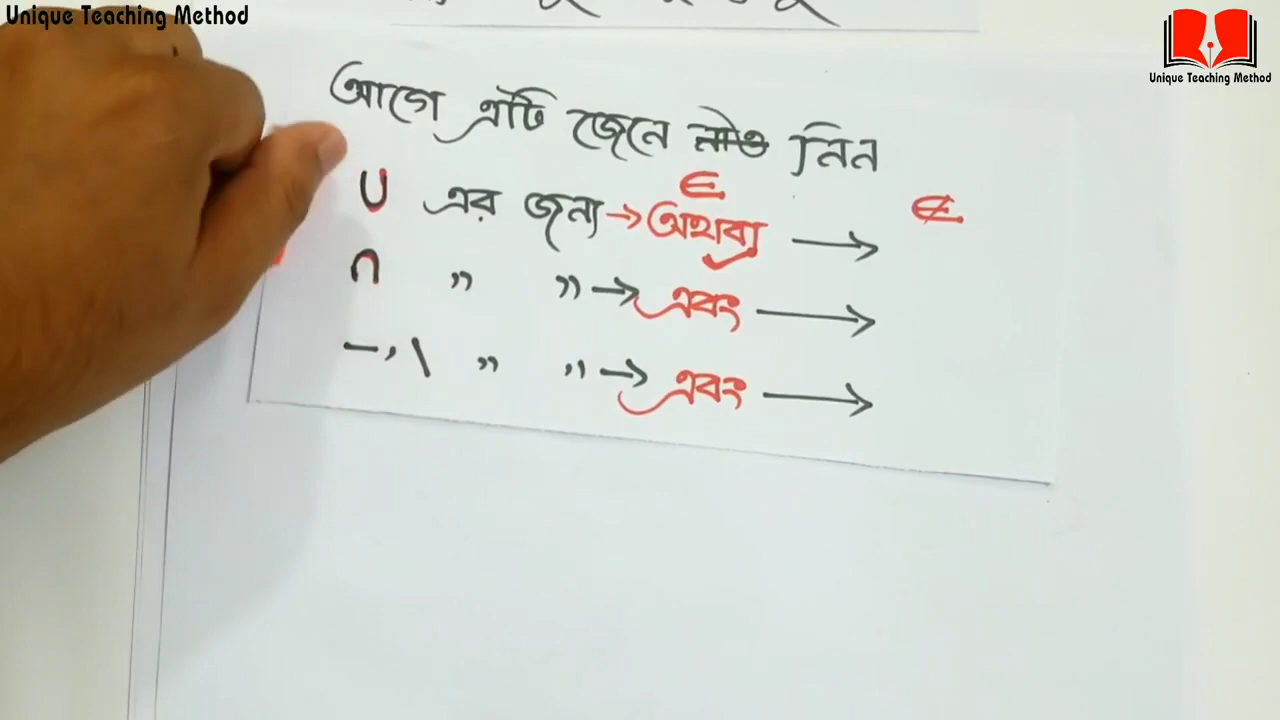 Unique Teaching Method
Unique Teaching Method
আগে এটি জেনে নাও নিন
∈ ∉
∪ এর জন্য → অথবা →
∩ " " → এবং →
–, \ " " → এবং →